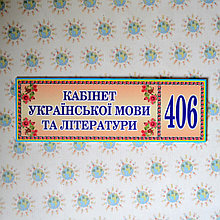 КАБІНЕТ
УКРАЇНСЬКОЇ МОВИ
ТА ЛІТЕРАТУРИ
406